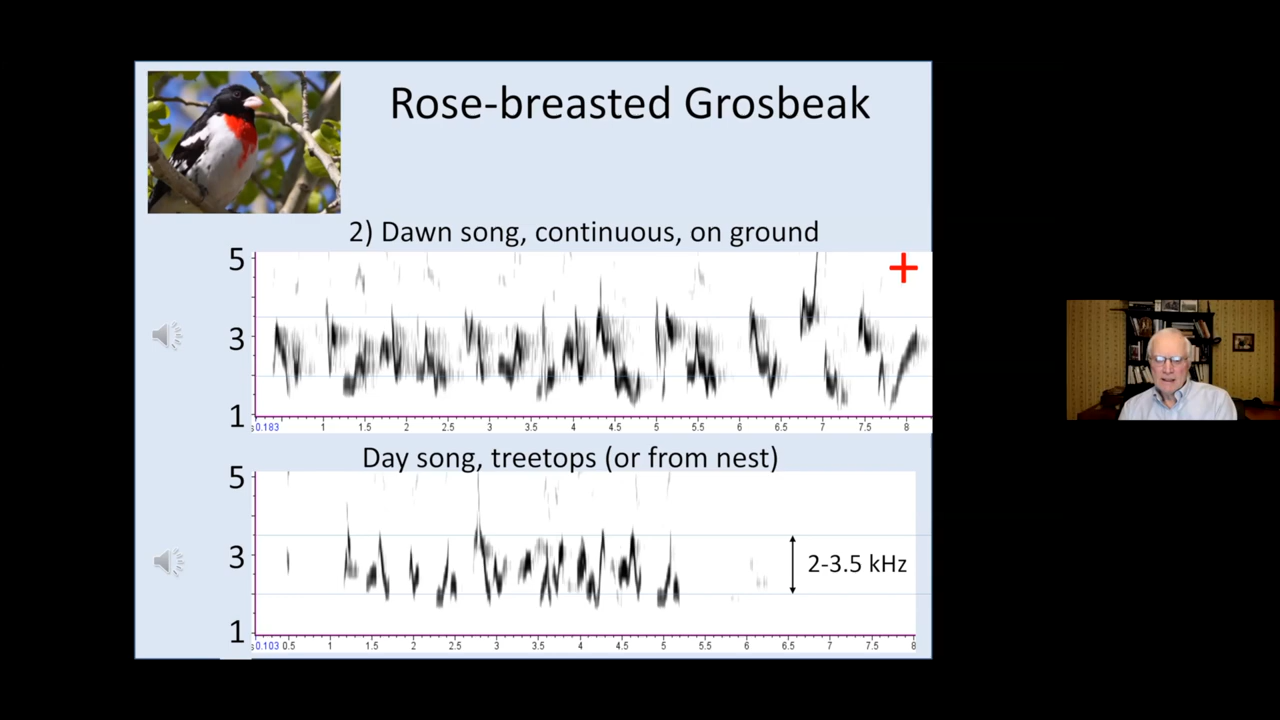 Rose-breasted Grosbeak
2) Dawn song, continuous, on ground
5
3
1
s 0.183 1 1.5 2 2.5 3 3.5 4 4.5 5 5.5 6 6.5 7 7.5 8
Day song, treetops (or from nest)
5
3
2-3.5 kHz
1
s 0.103 0.5 1 1.5 2 2.5 3 3.5 4 4.5 5 5.5 6 6.5 7 7.5 8